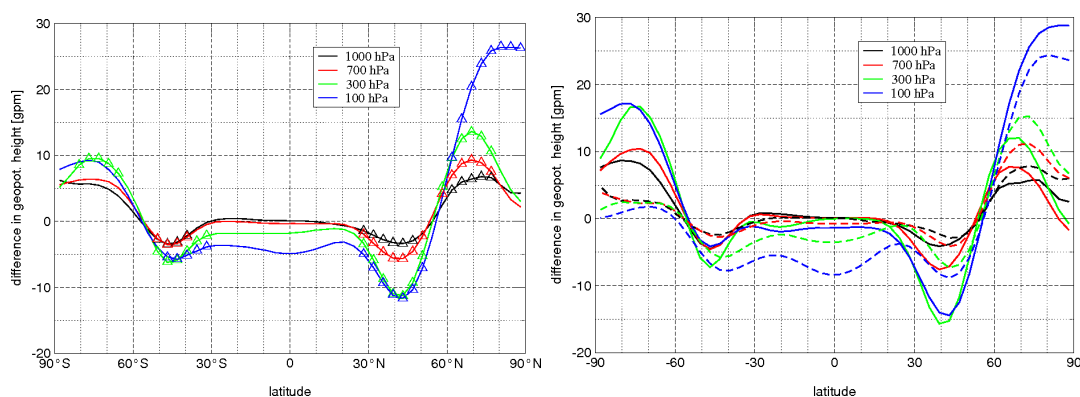 30
20
10
0
-10
-20
difference in geopot. height [gpm]
1000 hPa
700 hPa
300 hPa
100 hPa
90°S
60°S
30°S
0
30°N
60°N
90°N
latitude
30
20
10
0
-10
-20
difference in geopot. height [gpm]
1000 hPa
700 hPa
300 hPa
100 hPa
-90
-60
-30
0
30
60
90
latitude